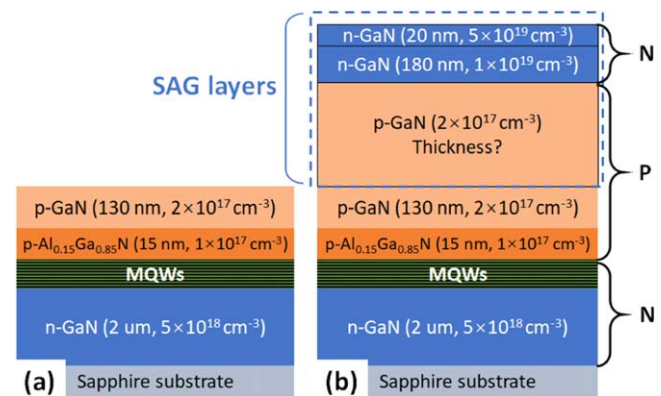 SAG layers
p-GaN (130 nm, 2×10¹⁷ cm⁻³)
p-Al₀.₁₅Ga₀.₈₅N (15 nm, 1×10¹⁷ cm⁻³)
MQWs
n-GaN (2 um, 5×10¹⁸ cm⁻³)
(a) Sapphire substrate
n-GaN (20 nm, 5×10¹⁹ cm⁻³)
n-GaN (180 nm, 1×10¹⁹ cm⁻³)
N
p-GaN (2×10¹⁷ cm⁻³)
Thickness?
P
p-GaN (130 nm, 2×10¹⁷ cm⁻³)
p-Al₀.₁₅Ga₀.₈₅N (15 nm, 1×10¹⁷ cm⁻³)
MQWs
n-GaN (2 um, 5×10¹⁸ cm⁻³)
N
(b) Sapphire substrate